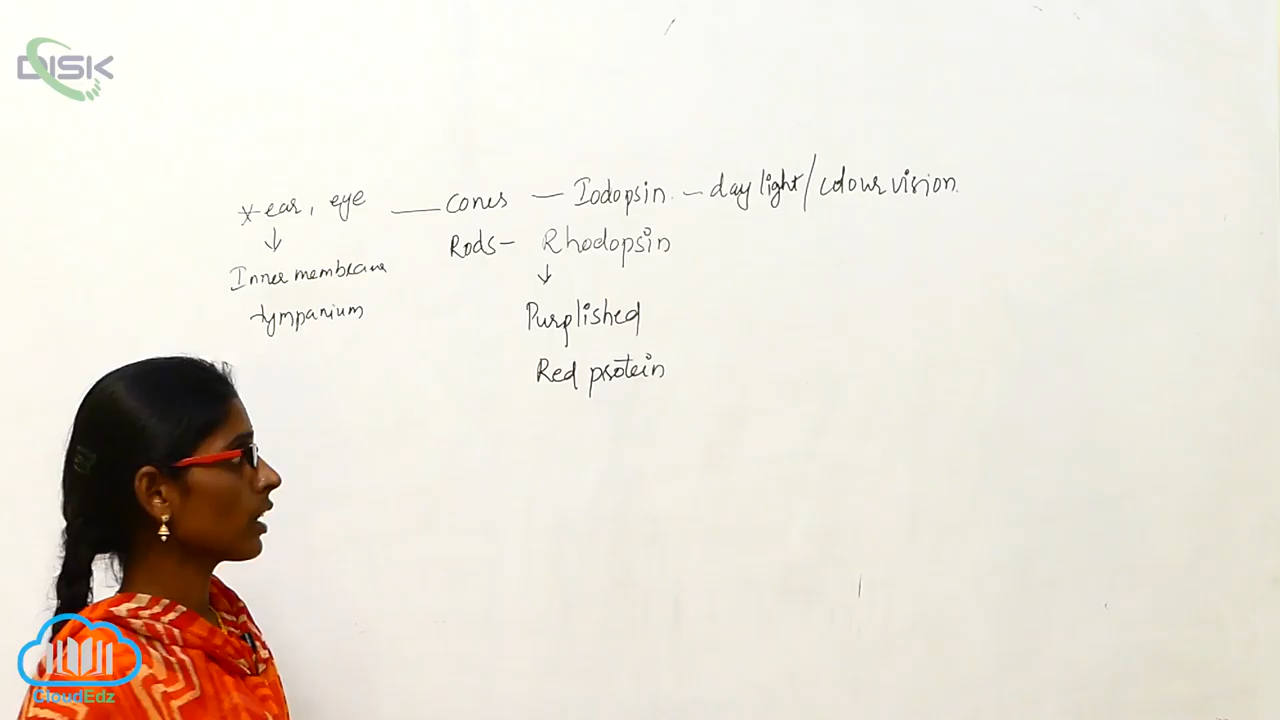 DISK
* ear, eye — cones — Iodopsin. — day light/colour vision.
Rods - Rhodopsin
↓ Inner membrane
tympanium
↓ Purplished
Red protein
CloudEdz